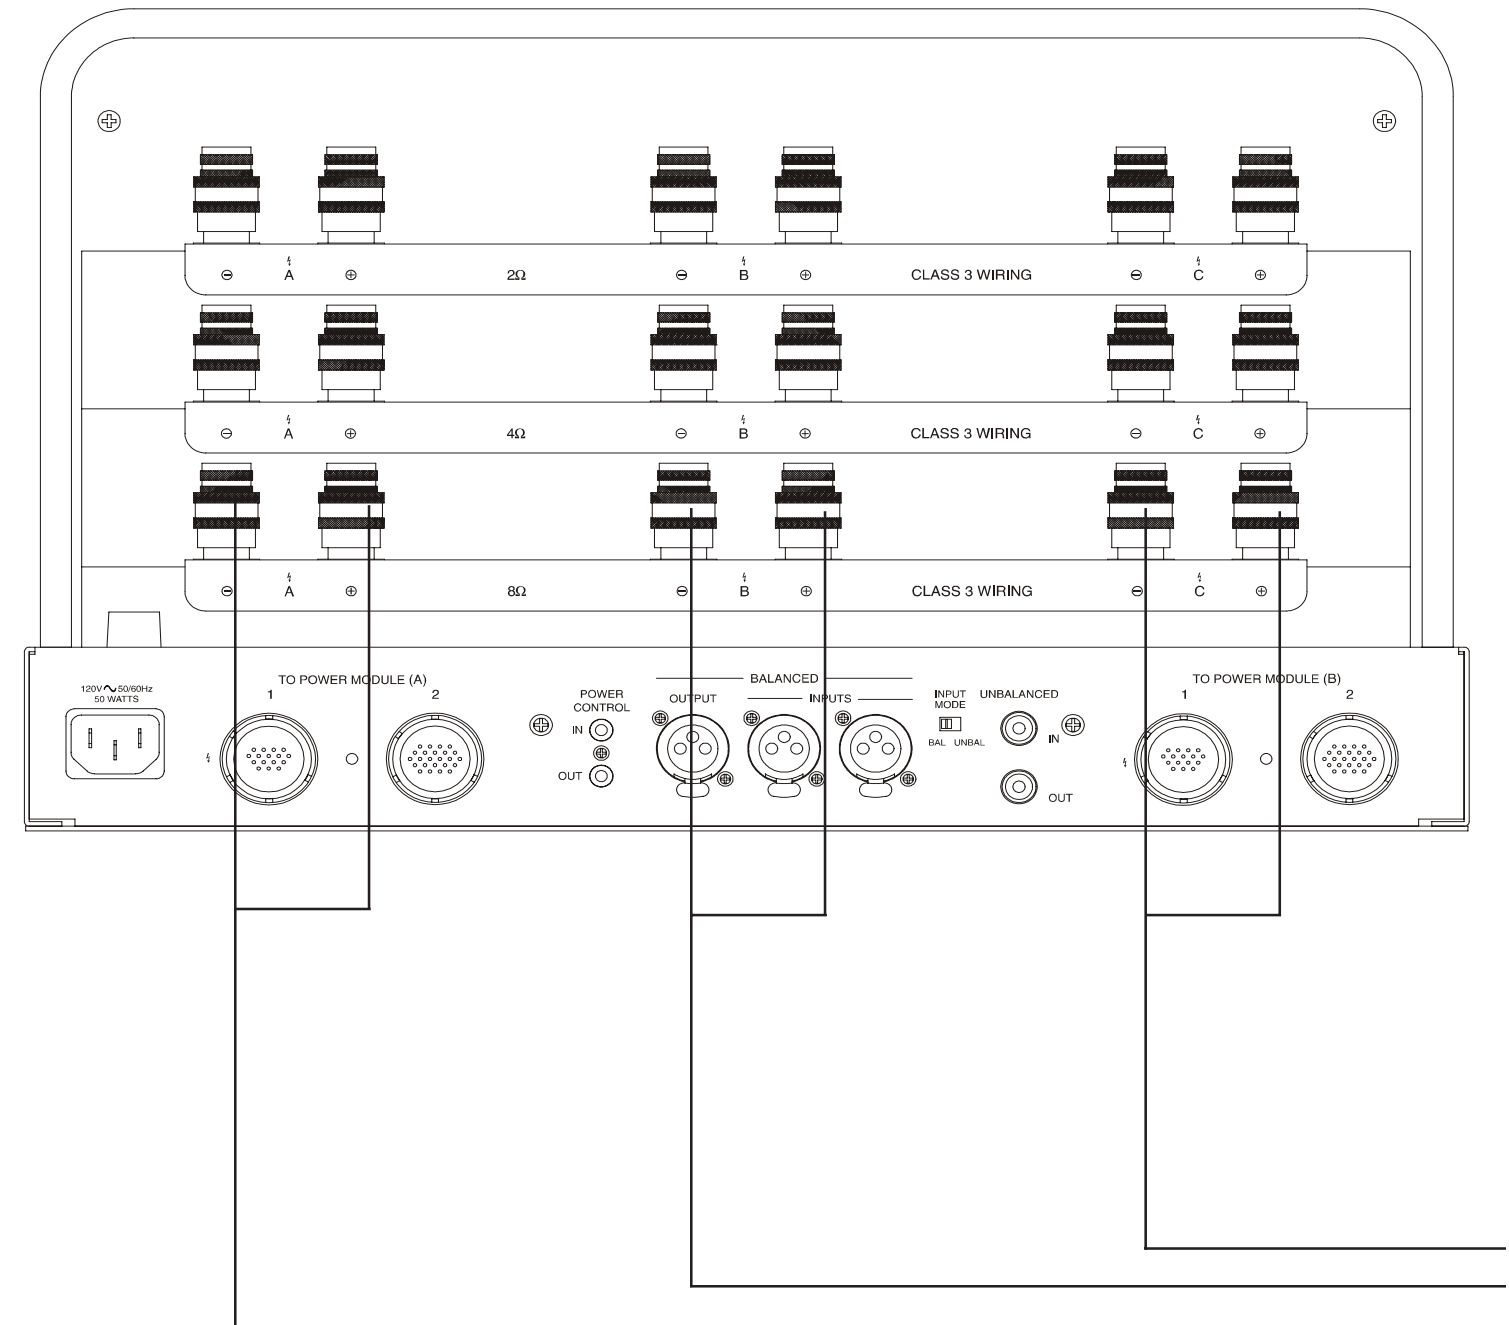 ⊖ A ⊕ 2Ω ⊖ B ⊕ CLASS 3 WIRING ⊖ C ⊕
⊖ A ⊕ 4Ω ⊖ B ⊕ CLASS 3 WIRING ⊖ C ⊕
⊖ A ⊕ 8Ω ⊖ B ⊕ CLASS 3 WIRING ⊖ C ⊕
120V∿50/60Hz
50 WATTS
TO POWER MODULE (A)
1 2
POWER
CONTROL
IN
OUT
BALANCED
OUTPUT INPUTS
INPUT
MODE
BAL UNBAL
UNBALANCED
IN
OUT
TO POWER MODULE (B)
1 2